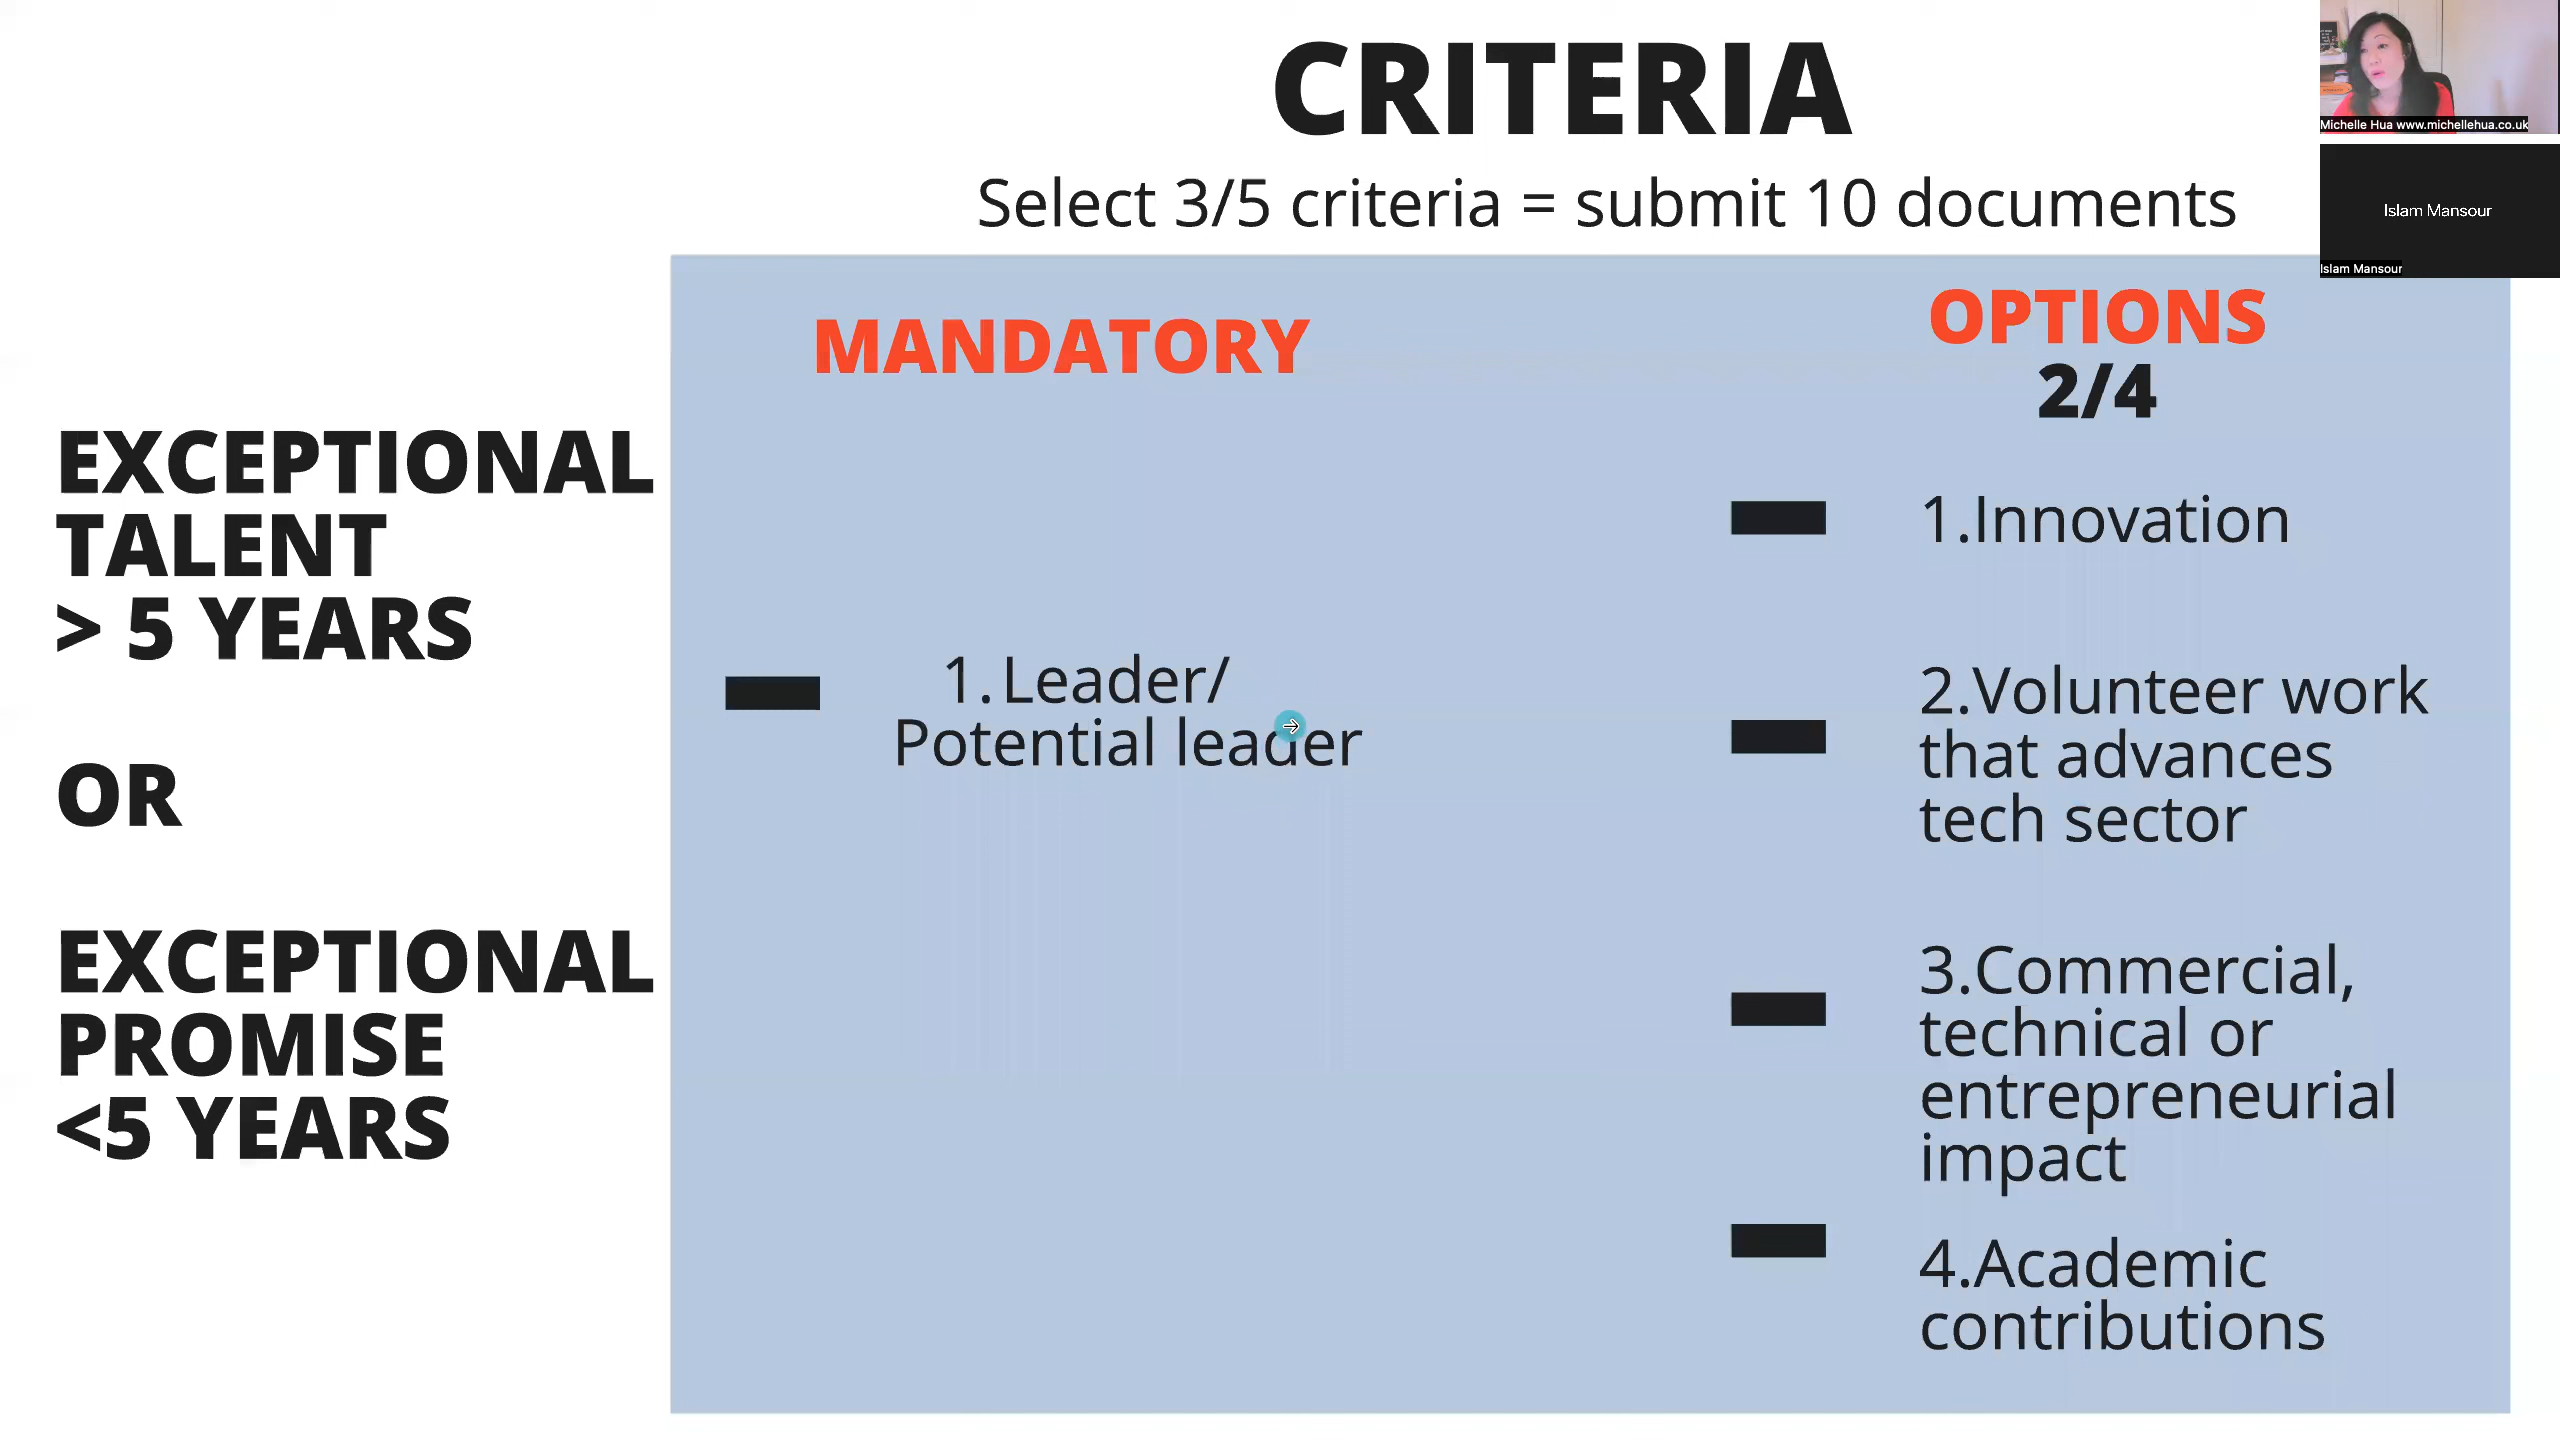 CRITERIA
Select 3/5 criteria = submit 10 documents
Michelle Hua www.michellehua.co.uk
Islam Mansour
Islam Mansour
MANDATORY
OPTIONS
2/4
EXCEPTIONAL
TALENT
> 5 YEARS
OR
EXCEPTIONAL
PROMISE
<5 YEARS
1. Leader/
Potential leader
1.Innovation
2.Volunteer work
that advances
tech sector
3.Commercial,
technical or
entrepreneurial
impact
4.Academic
contributions